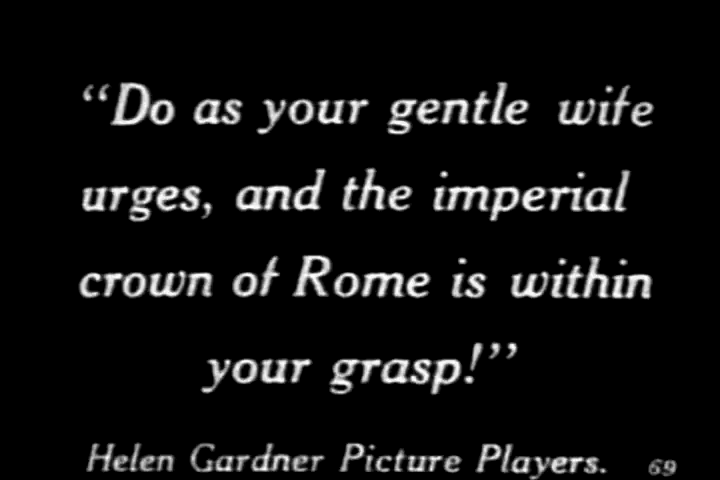 “Do as your gentle wife
urges, and the imperial
crown of Rome is within
your grasp!”
Helen Gardner Picture Players. 69